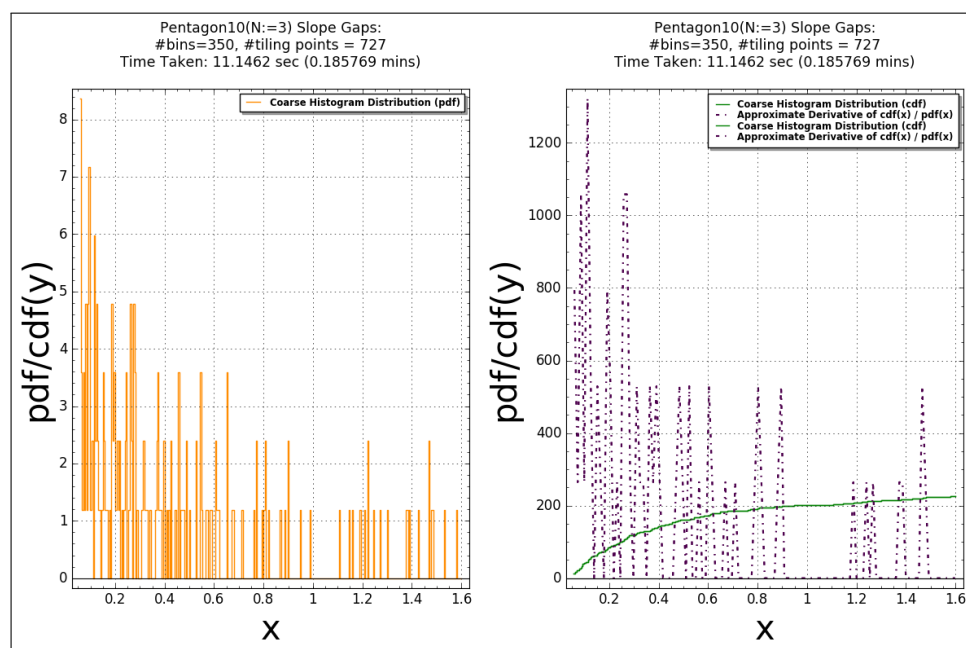 Pentagon10(N:=3) Slope Gaps:
#bins=350, #tiling points = 727
Time Taken: 11.1462 sec (0.185769 mins)
Coarse Histogram Distribution (pdf)
8
7
6
5
4
3
2
1
0
pdf/cdf(y)
0.2 0.4 0.6 0.8 1 1.2 1.4 1.6
x
Pentagon10(N:=3) Slope Gaps:
#bins=350, #tiling points = 727
Time Taken: 11.1462 sec (0.185769 mins)
Coarse Histogram Distribution (cdf)
Approximate Derivative of cdf(x) / pdf(x)
Coarse Histogram Distribution (cdf)
Approximate Derivative of cdf(x) / pdf(x)
1200
1000
800
600
400
200
0
pdf/cdf(y)
0.2 0.4 0.6 0.8 1 1.2 1.4 1.6
x